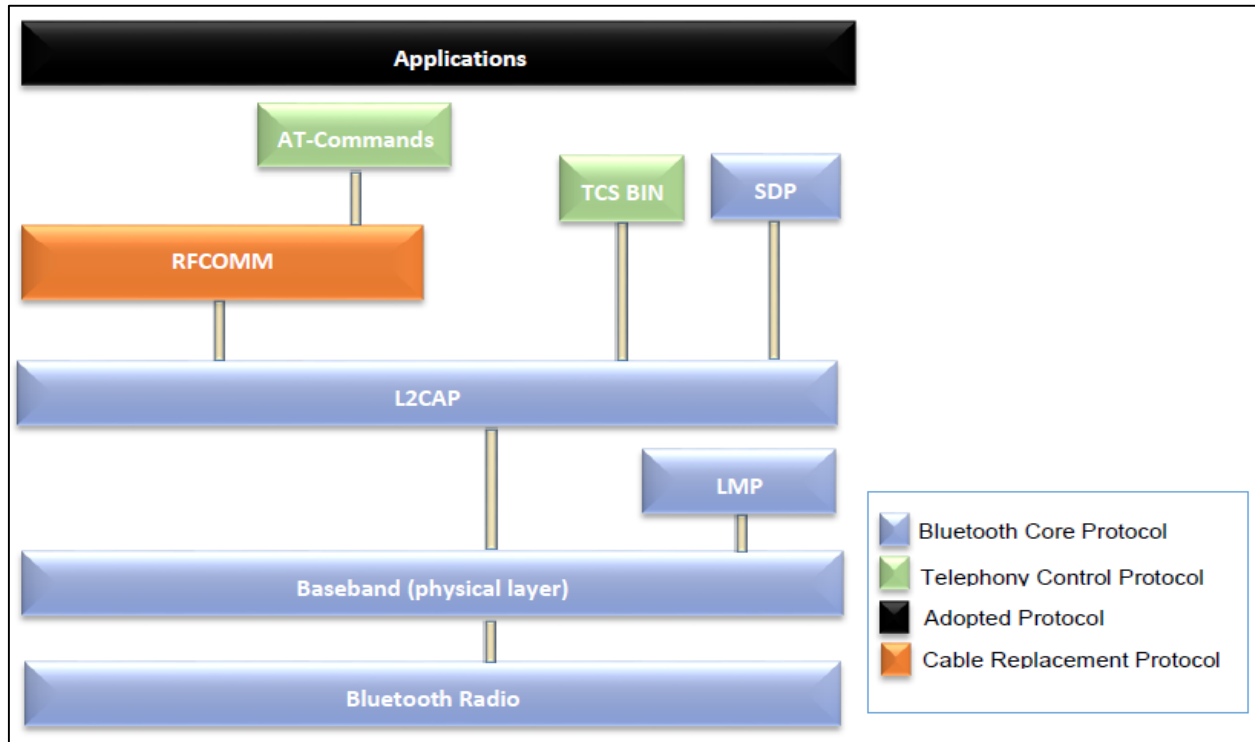 Applications
AT-Commands
TCS BIN
SDP
RFCOMM
L2CAP
LMP
Baseband (physical layer)
Bluetooth Radio
Bluetooth Core Protocol
Telephony Control Protocol
Adopted Protocol
Cable Replacement Protocol